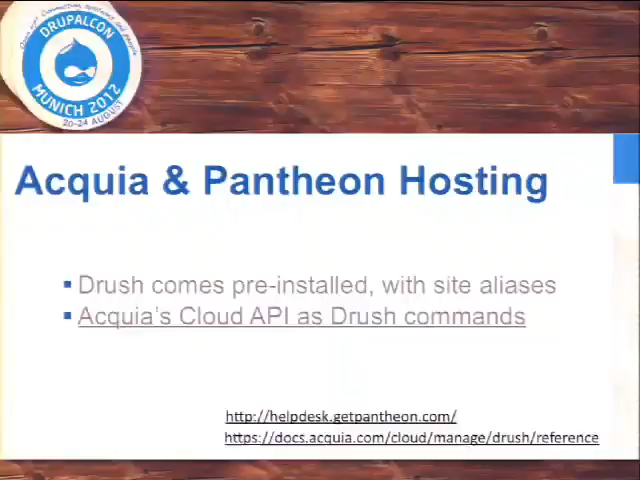 DRUPALCON
MUNICH 2012
20-24 AUGUST
Acquia & Pantheon Hosting
Drush comes pre-installed, with site aliases
Acquia's Cloud API as Drush commands
http://helpdesk.getpantheon.com/
https://docs.acquia.com/cloud/manage/drush/reference